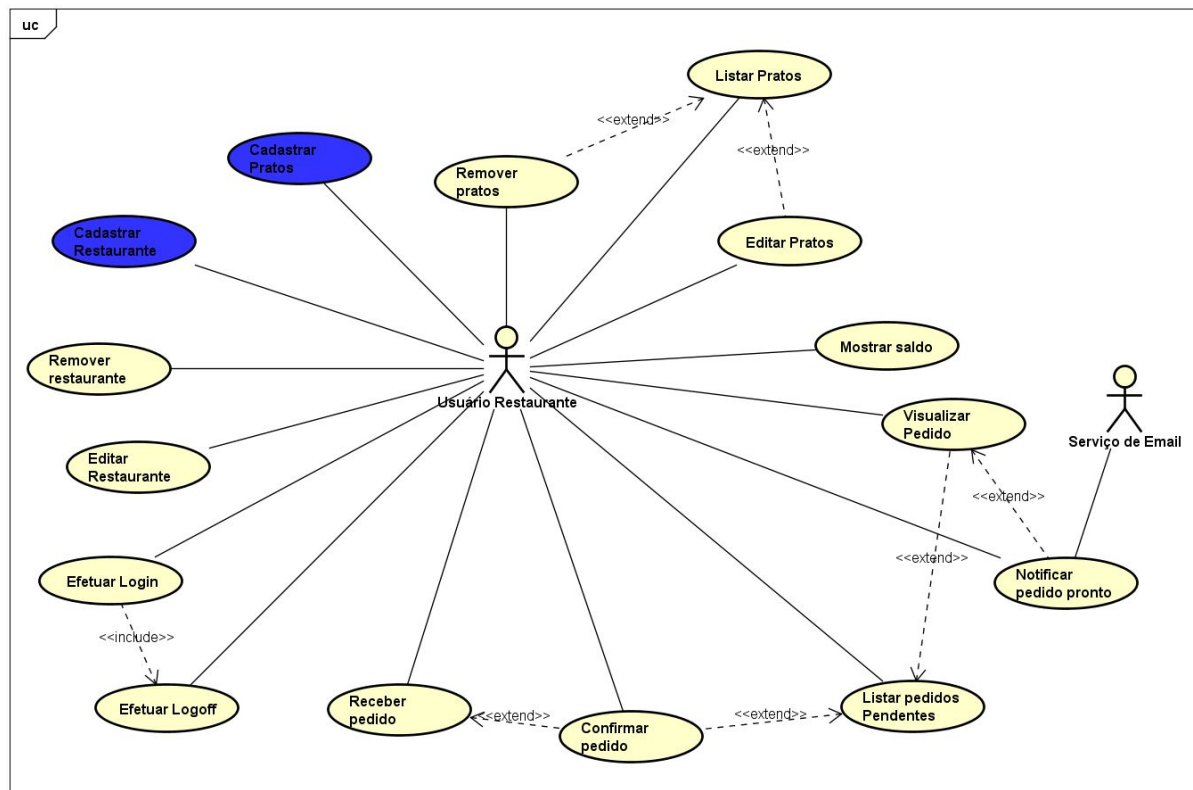 uc
Listar Pratos
<<extend>>
Cadastrar
Pratos
<<extend>>
Remover
pratos
Cadastrar
Restaurante
Editar Pratos
Mostrar saldo
Remover
restaurante
Usuário Restaurante
Visualizar
Pedido
Serviço de Email
Editar
Restaurante
<<extend>>
<<extend>>
Efetuar Login
Notificar
pedido pronto
<<include>>
Efetuar Logoff
Receber
pedido
<<extend>>
Confirmar
pedido
<<extend>>
Listar pedidos
Pendentes